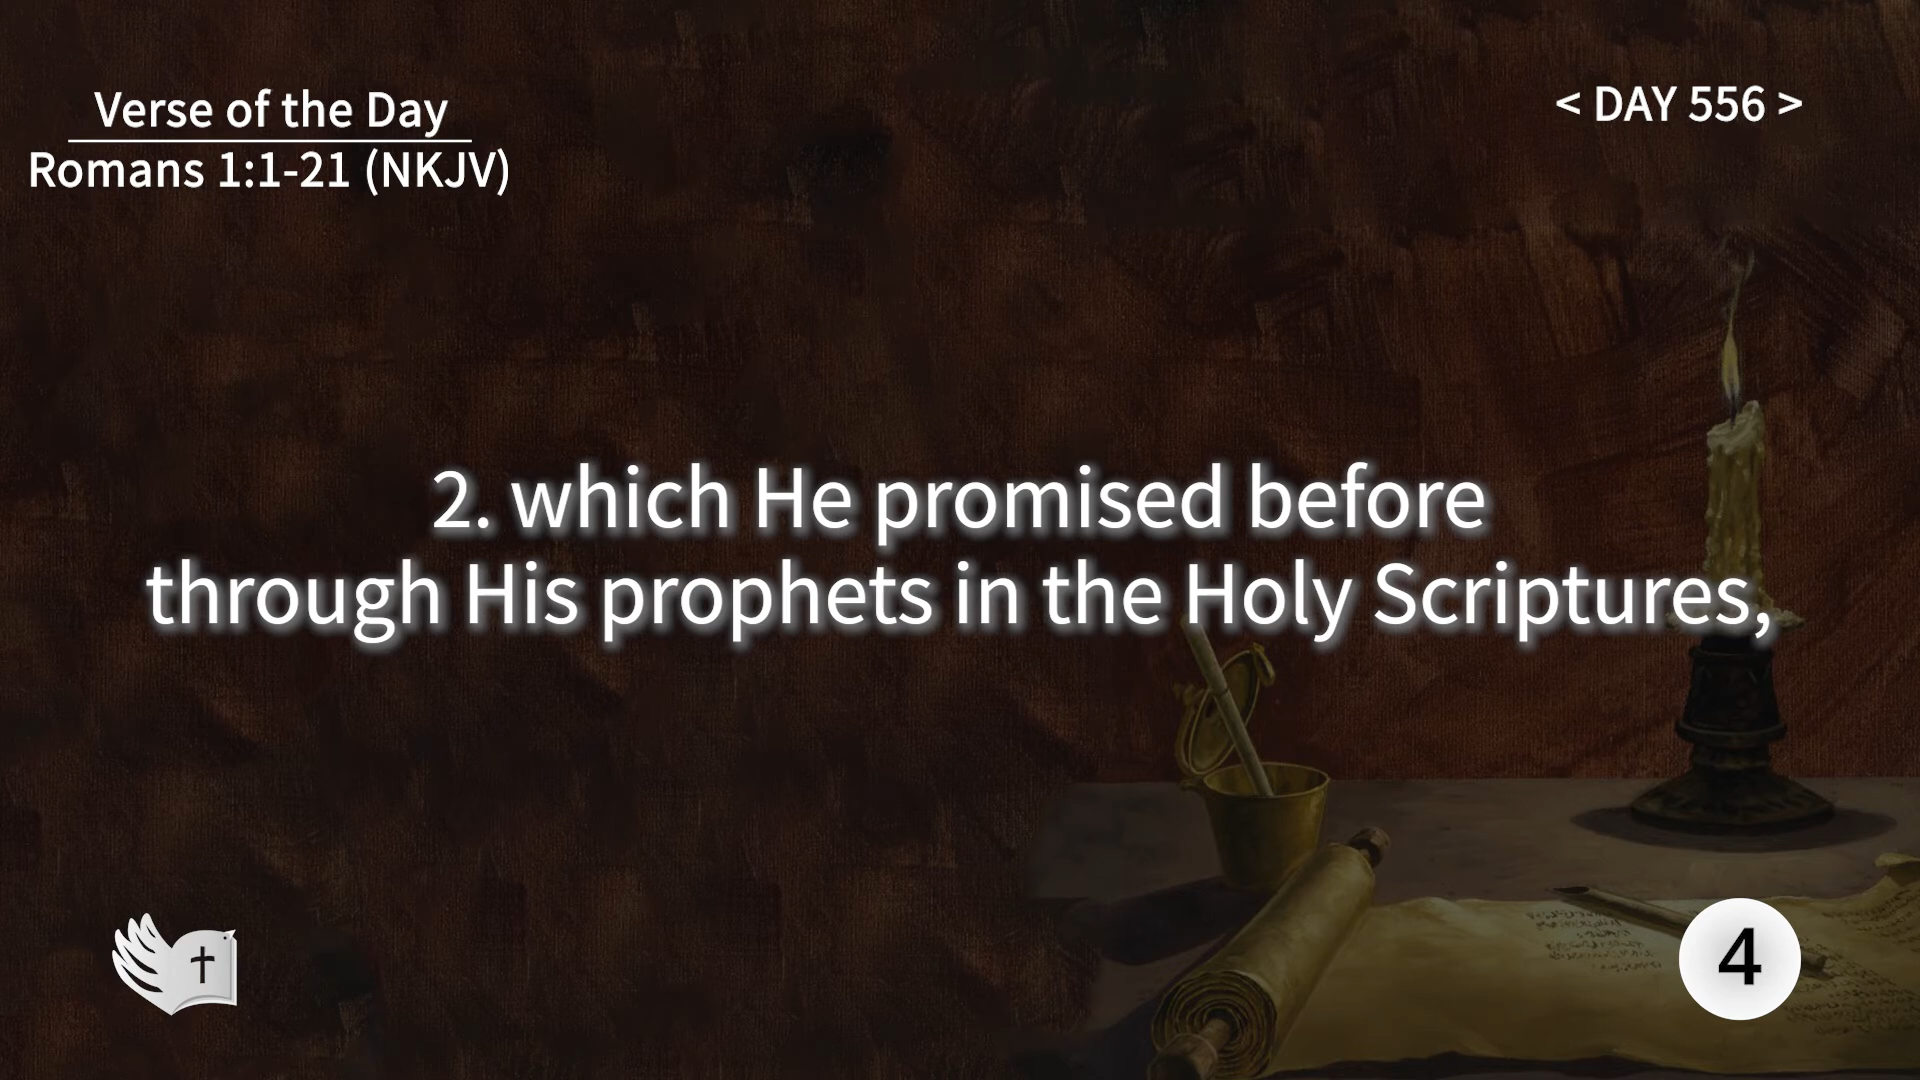 Verse of the Day
Romans 1:1-21 (NKJV)
< DAY 556 >
2. which He promised before
through His prophets in the Holy Scriptures,
4